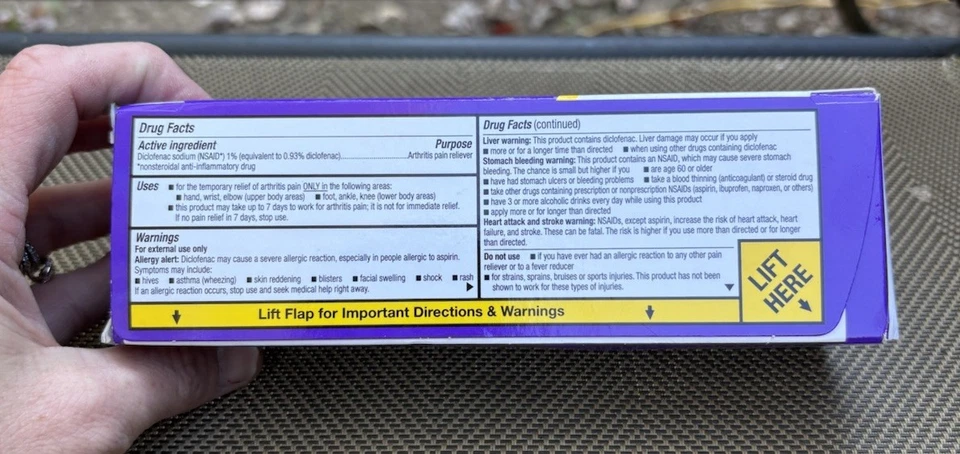 Drug Facts
Active ingredient Purpose
Diclofenac sodium (NSAID*) 1% (equivalent to 0.93% diclofenac)..................Arthritis pain reliever
*nonsteroidal anti-inflammatory drug
Uses ■ for the temporary relief of arthritis pain ONLY in the following areas:
■ hand, wrist, elbow (upper body areas) ■ foot, ankle, knee (lower body areas)
■ this product may take up to 7 days to work for arthritis pain; it is not for immediate relief.
If no pain relief in 7 days, stop use.
Warnings
For external use only
Allergy alert: Diclofenac may cause a severe allergic reaction, especially in people allergic to aspirin.
Symptoms may include:
■ hives ■ asthma (wheezing) ■ skin reddening ■ blisters ■ facial swelling ■ shock ■ rash
If an allergic reaction occurs, stop use and seek medical help right away.
Drug Facts (continued)
Liver warning: This product contains diclofenac. Liver damage may occur if you apply
■ more or for a longer time than directed ■ when using other drugs containing diclofenac
Stomach bleeding warning: This product contains an NSAID, which may cause severe stomach
bleeding. The chance is small but higher if you ■ are age 60 or older
■ have had stomach ulcers or bleeding problems ■ take a blood thinning (anticoagulant) or steroid drug
■ take other drugs containing prescription or nonprescription NSAIDs (aspirin, ibuprofen, naproxen, or others)
■ have 3 or more alcoholic drinks every day while using this product
■ apply more or for longer than directed
Heart attack and stroke warning: NSAIDs, except aspirin, increase the risk of heart attack, heart
failure, and stroke. These can be fatal. The risk is higher if you use more than directed or for longer
than directed.
Do not use ■ if you have ever had an allergic reaction to any other pain
reliever or to a fever reducer
■ for strains, sprains, bruises or sports injuries. This product has not been
shown to work for these types of injuries.
LIFT
HERE
Lift Flap for Important Directions & Warnings